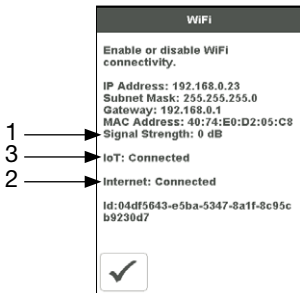 WiFi
Enable or disable WiFi
connectivity.
IP Address: 192.168.0.23
Subnet Mask: 255.255.255.0
Gateway: 192.168.0.1
MAC Address: 40:74:E0:D2:05:C8
1 Signal Strength: 0 dB
3 IoT: Connected
2 Internet: Connected
Id:04df5643-e5ba-5347-8a1f-8c95c
b9230d7